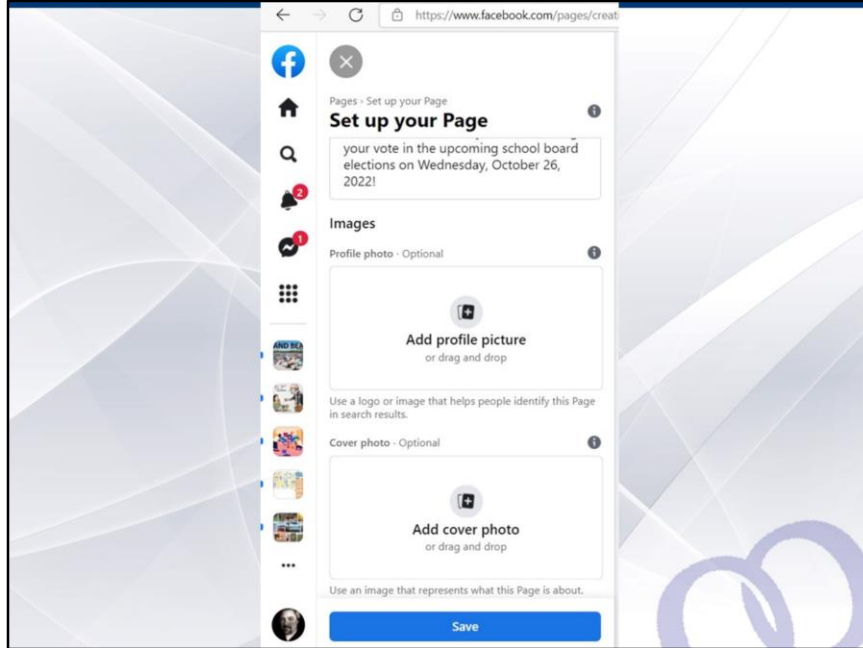 https://www.facebook.com/pages/creat
Pages › Set up your Page
Set up your Page
your vote in the upcoming school board
elections on Wednesday, October 26,
2022!
2
1
Images
Profile photo · Optional
Add profile picture
or drag and drop
Use a logo or image that helps people identify this Page
in search results.
AND BEA
Cover photo · Optional
Add cover photo
or drag and drop
Use an image that represents what this Page is about.
Save